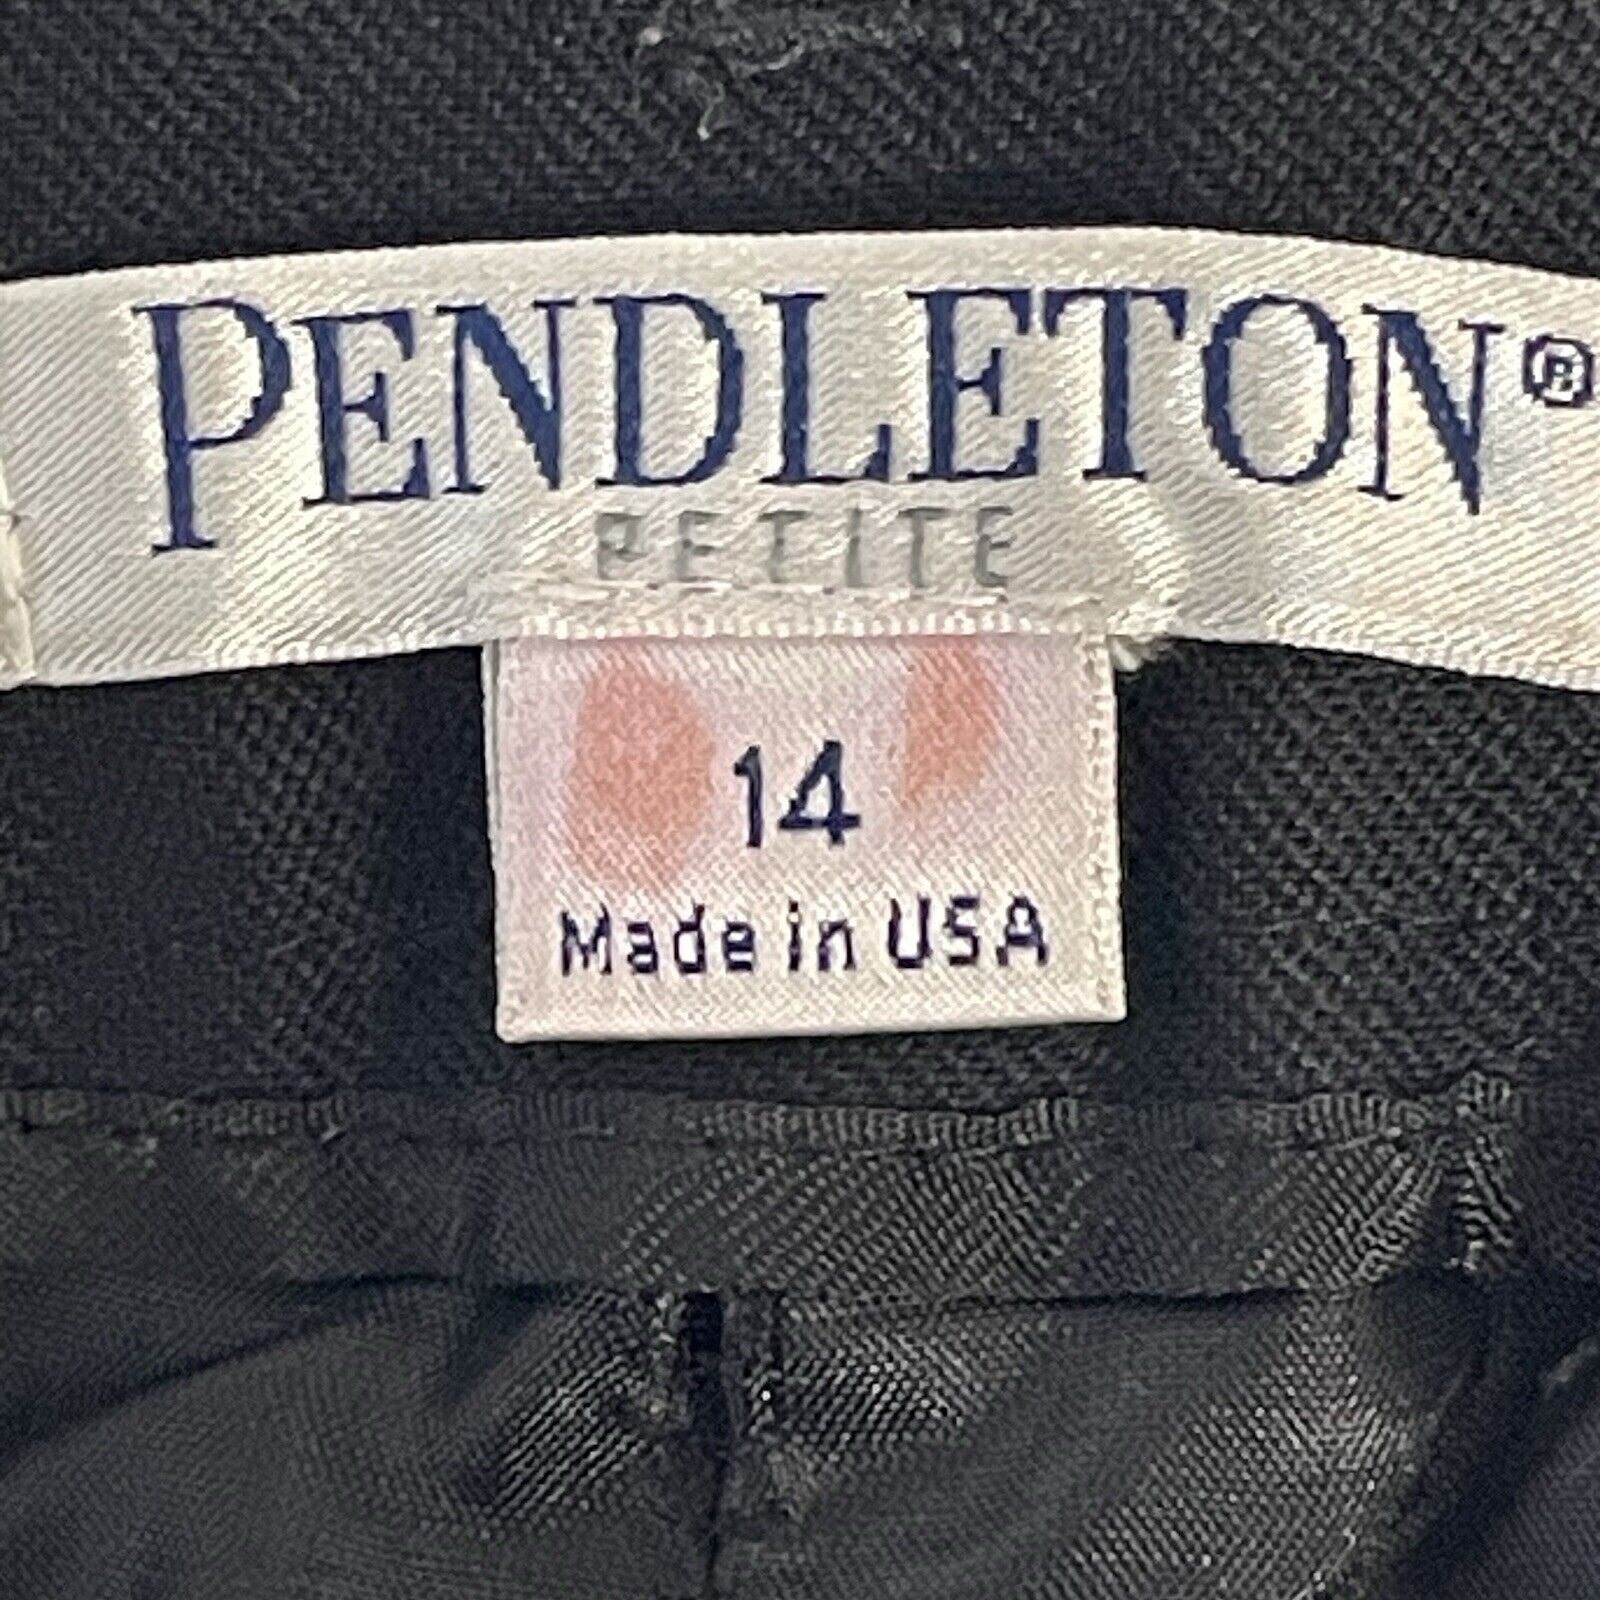 PENDLETON®
PETITE
14
Made in USA